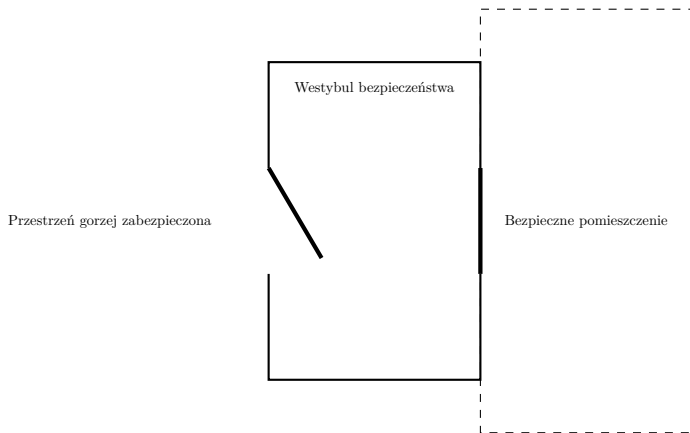 Westybul bezpieczeństwa
Przestrzeń gorzej zabezpieczona
Bezpieczne pomieszczenie